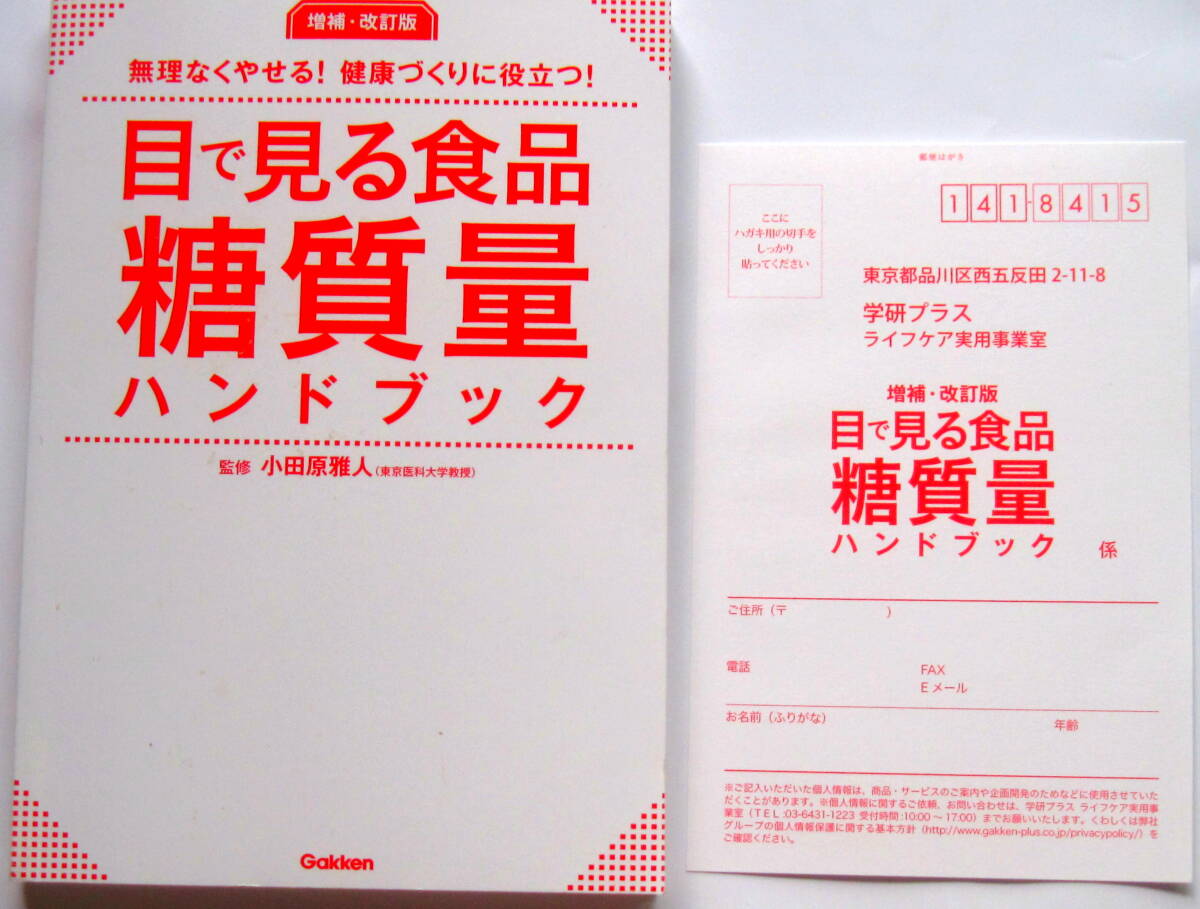 増補・改訂版
無理なくやせる！ 健康づくりに役立つ！
目で見る食品
糖質量
ハンドブック
監修 小田原雅人（東京医科大学教授）
Gakken
郵便はがき
141-8415
ここに
ハガキ用の切手を
しっかり
貼ってください
東京都品川区西五反田 2-11-8
学研プラス
ライフケア実用事業室
増補・改訂版
目で見る食品
糖質量
ハンドブック 係
ご住所（〒 ）
電話 FAX
Eメール
お名前（ふりがな） 年齢
※ご記入いただいた個人情報は、商品・サービスのご案内や企画開発のためなどに使用させていた
だくことがあります。※個人情報に関するご依頼、お問い合わせは、学研プラス ライフケア実用事
業室（TEL:03-6431-1223 受付時間:10:00～17:00）までお願いいたします。くわしくは弊社
グループの個人情報保護に関する基本方針（http://www.gakken-plus.co.jp/privacypolicy/）を
ご確認ください。